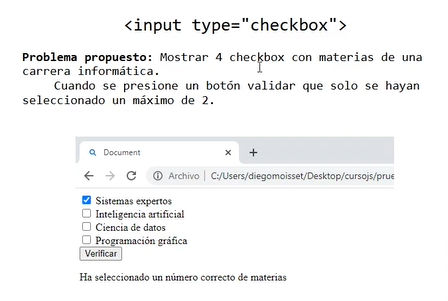 <input type="checkbox">
Problema propuesto: Mostrar 4 checkbox con materias de una
carrera informática.
Cuando se presione un botón validar que solo se hayan
seleccionado un máximo de 2.
Document
Archivo | C:/Users/diegomoisset/Desktop/cursojs/prue
Sistemas expertos
Inteligencia artificial
Ciencia de datos
Programación gráfica
Verificar
Ha seleccionado un número correcto de materias